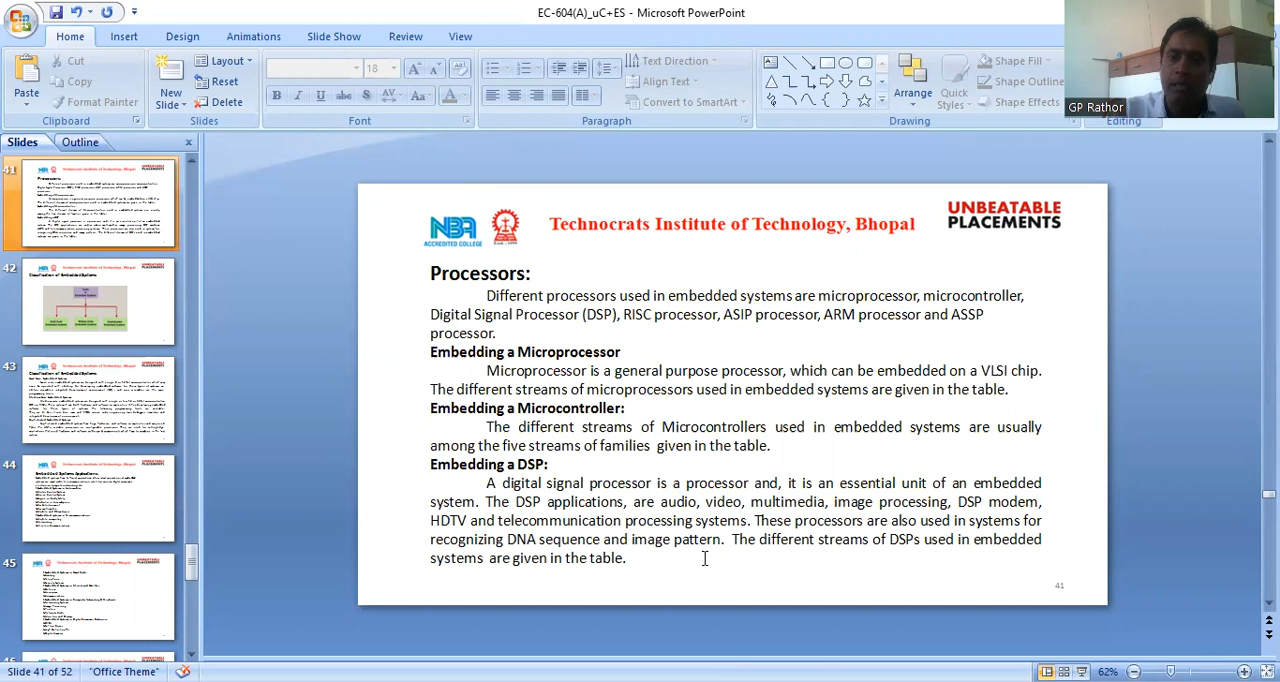 EC-604(A)_uC+ES - Microsoft PowerPoint
Home Insert Design Animations Slide Show Review View
Paste
Cut
Copy
Format Painter
Clipboard
New Slide
Layout
Reset
Delete
Slides
18
B I U abc S AV Aa A
Font
Text Direction
Align Text
Convert to SmartArt
Paragraph
Arrange
Quick Styles
Shape Fill
Shape Outline
Shape Effects
Drawing
Editing
GP Rathor
Slides Outline
41
42
43
44
45
NBA
ACCREDITED COLLEGE
Technocrats Institute of Technology, Bhopal
UNBEATABLE
PLACEMENTS
Processors:
Different processors used in embedded systems are microprocessor, microcontroller,
Digital Signal Processor (DSP), RISC processor, ASIP processor, ARM processor and ASSP
processor.
Embedding a Microprocessor
Microprocessor is a general purpose processor, which can be embedded on a VLSI chip.
The different streams of microprocessors used in embedded systems are given in the table.
Embedding a Microcontroller:
The different streams of Microcontrollers used in embedded systems are usually
among the five streams of families given in the table.
Embedding a DSP:
A digital signal processor is a processor and, it is an essential unit of an embedded
system. The DSP applications, are audio, video, multimedia, image processing, DSP modem,
HDTV and telecommunication processing systems. These processors are also used in systems for
recognizing DNA sequence and image pattern. The different streams of DSPs used in embedded
systems are given in the table.
41
Slide 41 of 52 "Office Theme" 62%